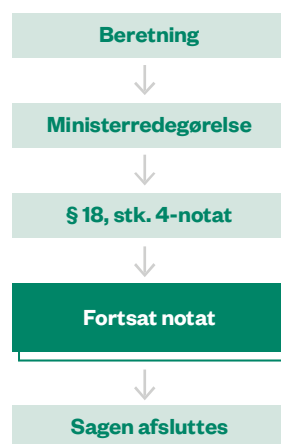 Beretning
Ministerredegørelse
§ 18, stk. 4-notat
Fortsat notat
Sagen afsluttes